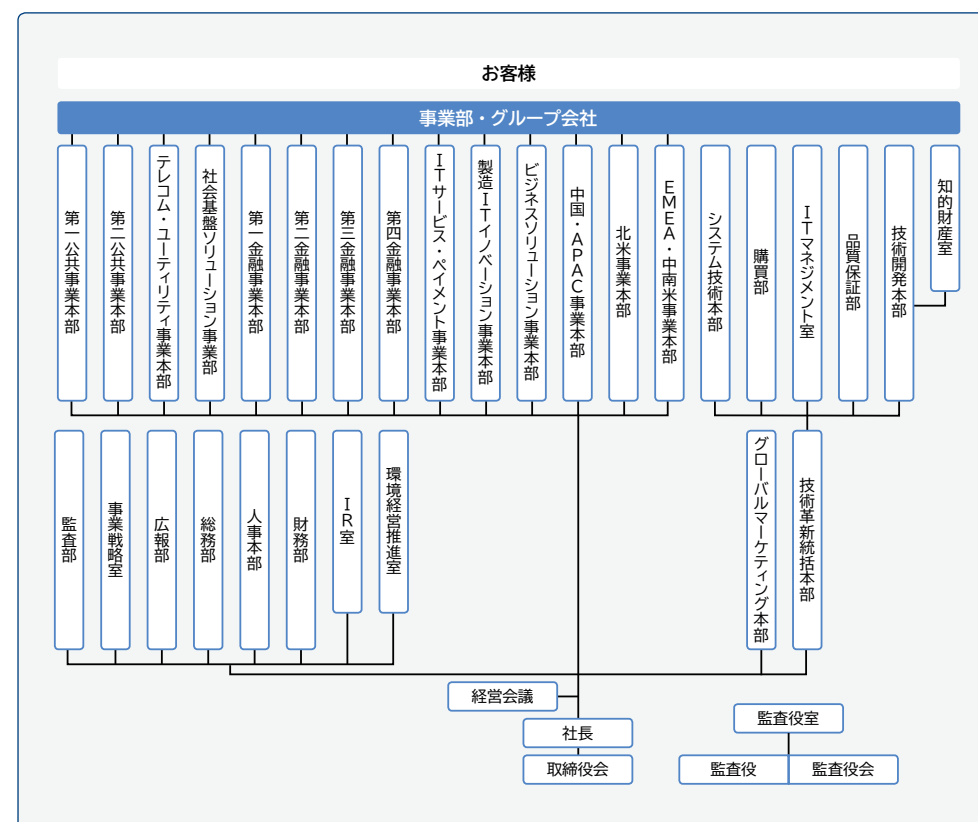 お客様
事業部・グループ会社
第一公共事業本部
第二公共事業本部
テレコム・ユーティリティ事業本部
社会基盤ソリューション事業部
第一金融事業本部
第二金融事業本部
第三金融事業本部
第四金融事業本部
ITサービス・ペイメント事業本部
製造ITイノベーション事業本部
ビジネスソリューション事業本部
中国・APAC事業本部
北米事業本部
EMEA・中南米事業本部
システム技術本部
購買部
ITマネジメント室
品質保証部
技術開発本部
知的財産室
監査部
事業戦略室
広報部
総務部
人事本部
財務部
IR室
環境経営推進室
グローバルマーケティング本部
技術革新統括本部
経営会議
社長
取締役会
監査役室
監査役
監査役会